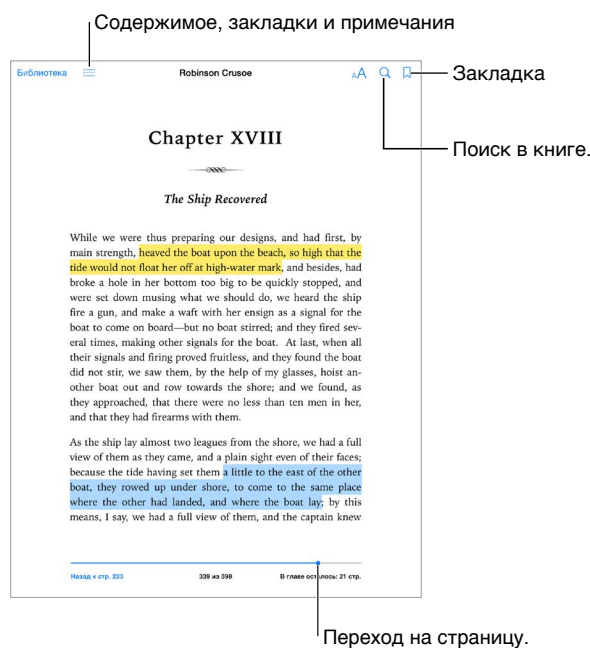 Содержимое, закладки и примечания
Библиотека
Robinson Crusoe
AA
Закладка
Поиск в книге.
Chapter XVIII
The Ship Recovered
While we were thus preparing our designs, and had first, by
main strength, heaved the boat upon the beach, so high that the
tide would not float her off at high-water mark, and besides, had
broke a hole in her bottom too big to be quickly stopped, and
were set down musing what we should do, we heard the ship
fire a gun, and make a waft with her ensign as a signal for the
boat to come on board—but no boat stirred; and they fired sev-
eral times, making other signals for the boat. At last, when all
their signals and firing proved fruitless, and they found the boat
did not stir, we saw them, by the help of my glasses, hoist an-
other boat out and row towards the shore; and we found, as
they approached, that there were no less than ten men in her,
and that they had firearms with them.
As the ship lay almost two leagues from the shore, we had a full
view of them as they came, and a plain sight even of their faces;
because the tide having set them a little to the east of the other
boat, they rowed up under shore, to come to the same place
where the other had landed, and where the boat lay; by this
means, I say, we had a full view of them, and the captain knew
Назад к стр. 223
339 из 398
В главе осталось: 21 стр.
Переход на страницу.